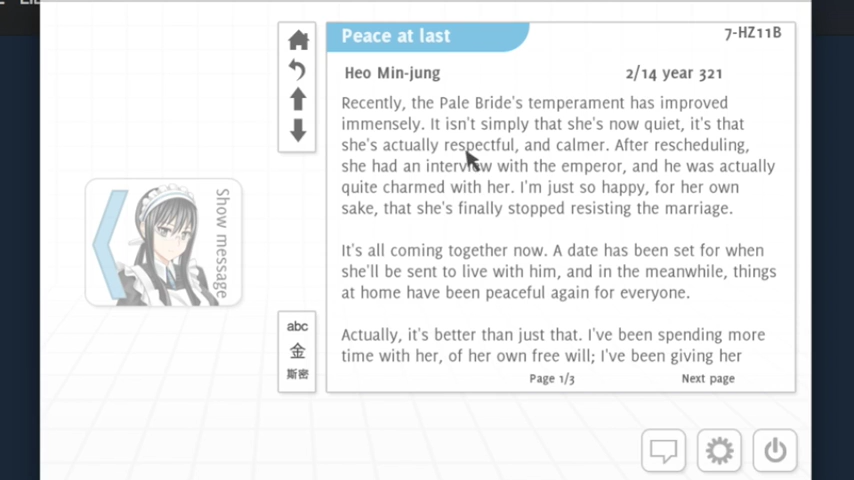 Peace at last
7-HZ11B
Heo Min-jung
2/14 year 321
Recently, the Pale Bride's temperament has improved
immensely. It isn't simply that she's now quiet, it's that
she's actually respectful, and calmer. After rescheduling,
she had an interview with the emperor, and he was actually
quite charmed with her. I'm just so happy, for her own
sake, that she's finally stopped resisting the marriage.
It's all coming together now. A date has been set for when
she'll be sent to live with him, and in the meanwhile, things
at home have been peaceful again for everyone.
Actually, it's better than just that. I've been spending more
time with her, of her own free will; I've been giving her
Page 1/3
Next page
Show message
abc
金
斯密